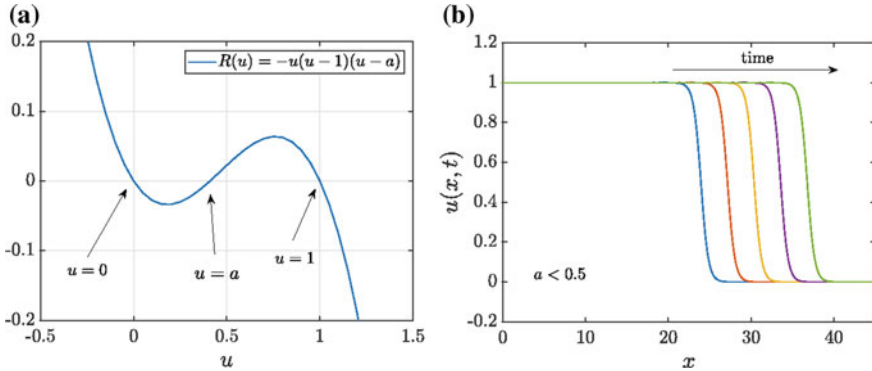 (a)
0.2
0.1
0
-0.1
-0.2
R(u) = −u(u − 1)(u − a)
u = 0
u = a
u = 1
-0.5
0
0.5
1
1.5
u
(b)
1.2
1
0.8
0.6
0.4
0.2
0
-0.2
u(x, t)
time
a < 0.5
0
10
20
30
40
x